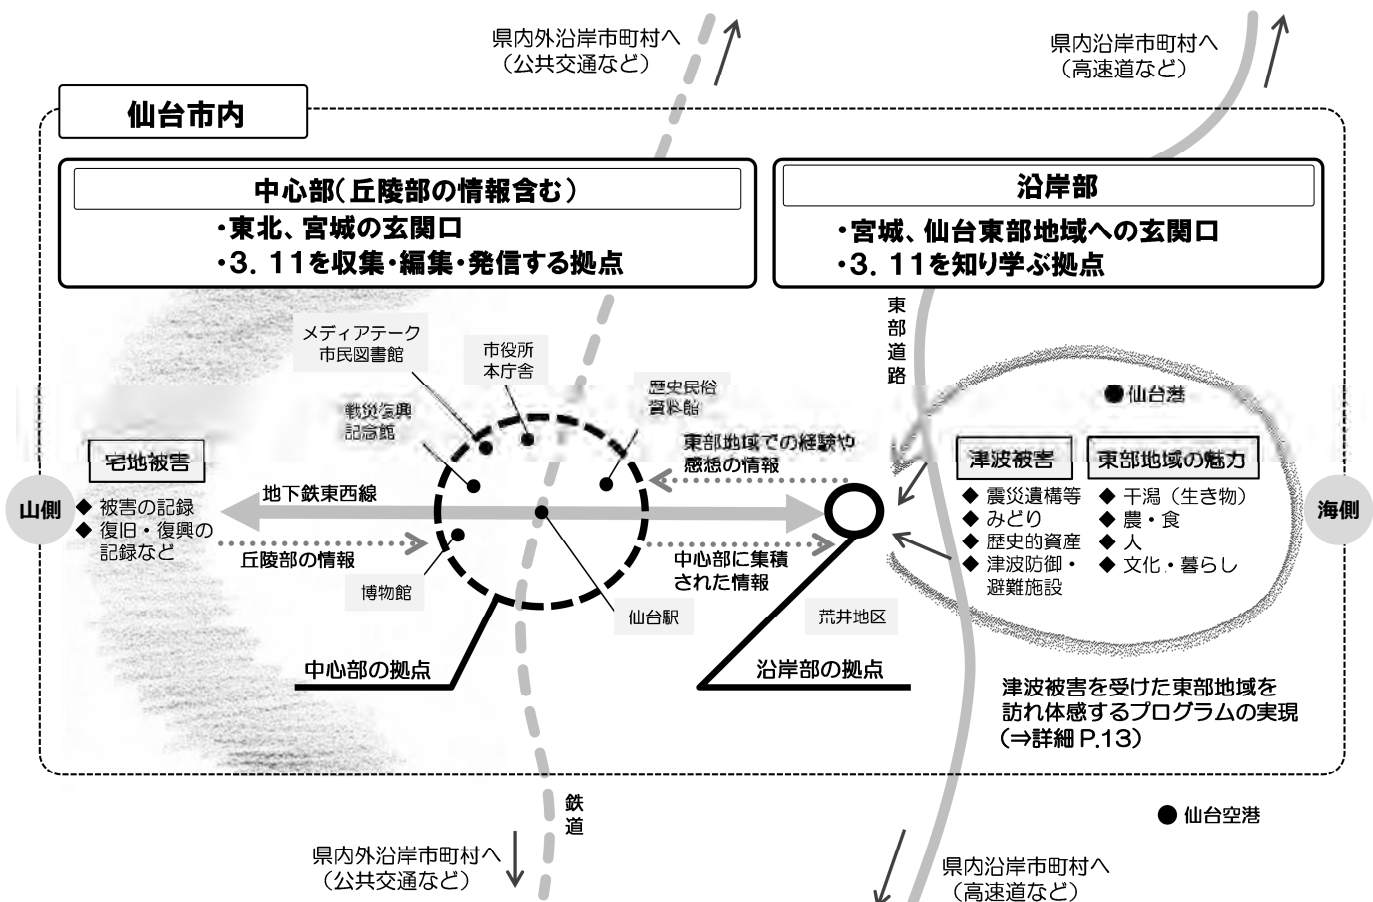 県内外沿岸市町村へ
（公共交通など）
県内沿岸市町村へ
（高速道など）
仙台市内
中心部（丘陵部の情報含む）
・東北、宮城の玄関口
・３．１１を収集・編集・発信する拠点
沿岸部
・宮城、仙台東部地域への玄関口
・３．１１を知り学ぶ拠点
東部道路
メディアテーク
市民図書館
市役所
本庁舎
歴史民俗
資料館
戦災復興
記念館
●仙台港
東部地域での経験や
感想の情報
宅地被害
山側
◆ 被害の記録
◆ 復旧・復興の
記録など
地下鉄東西線
丘陵部の情報
博物館
仙台駅
中心部に集積
された情報
荒井地区
津波被害
◆ 震災遺構等
◆ みどり
◆ 歴史的資産
◆ 津波防御・
避難施設
東部地域の魅力
◆ 干潟（生き物）
◆ 農・食
◆ 人
◆ 文化・暮らし
海側
中心部の拠点
沿岸部の拠点
津波被害を受けた東部地域を
訪れ体感するプログラムの実現
（⇒詳細 P.13）
鉄道
●仙台空港
県内外沿岸市町村へ
（公共交通など）
県内沿岸市町村へ
（高速道など）